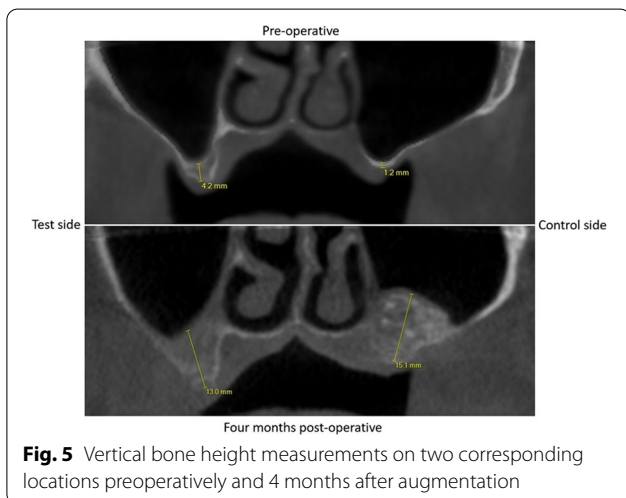 Pre-operative
4.2 mm
1.2 mm
Test side
Control side
13.0 mm
15.1 mm
Four months post-operative
Fig. 5 Vertical bone height measurements on two corresponding
locations preoperatively and 4 months after augmentation